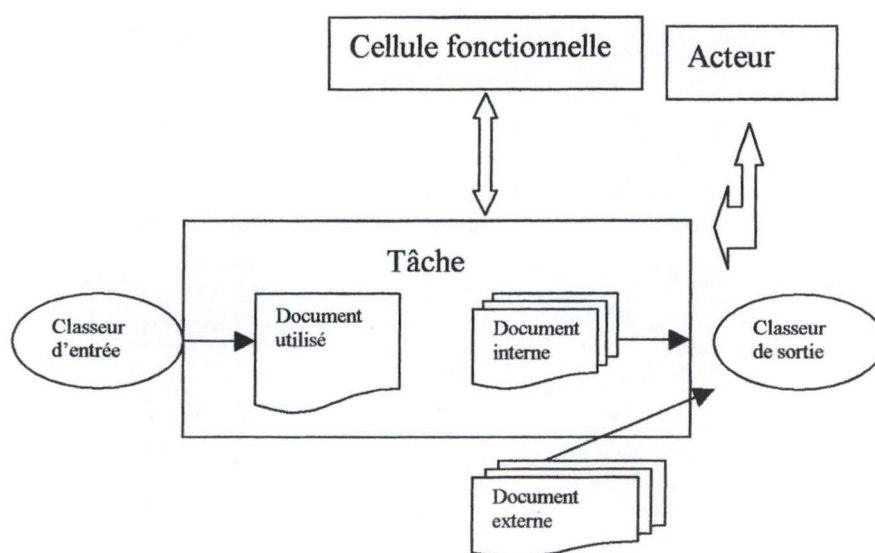 Cellule fonctionnelle
Acteur
Tâche
Classeur
d'entrée
Document
utilisé
Document
interne
Classeur
de sortie
Document
externe